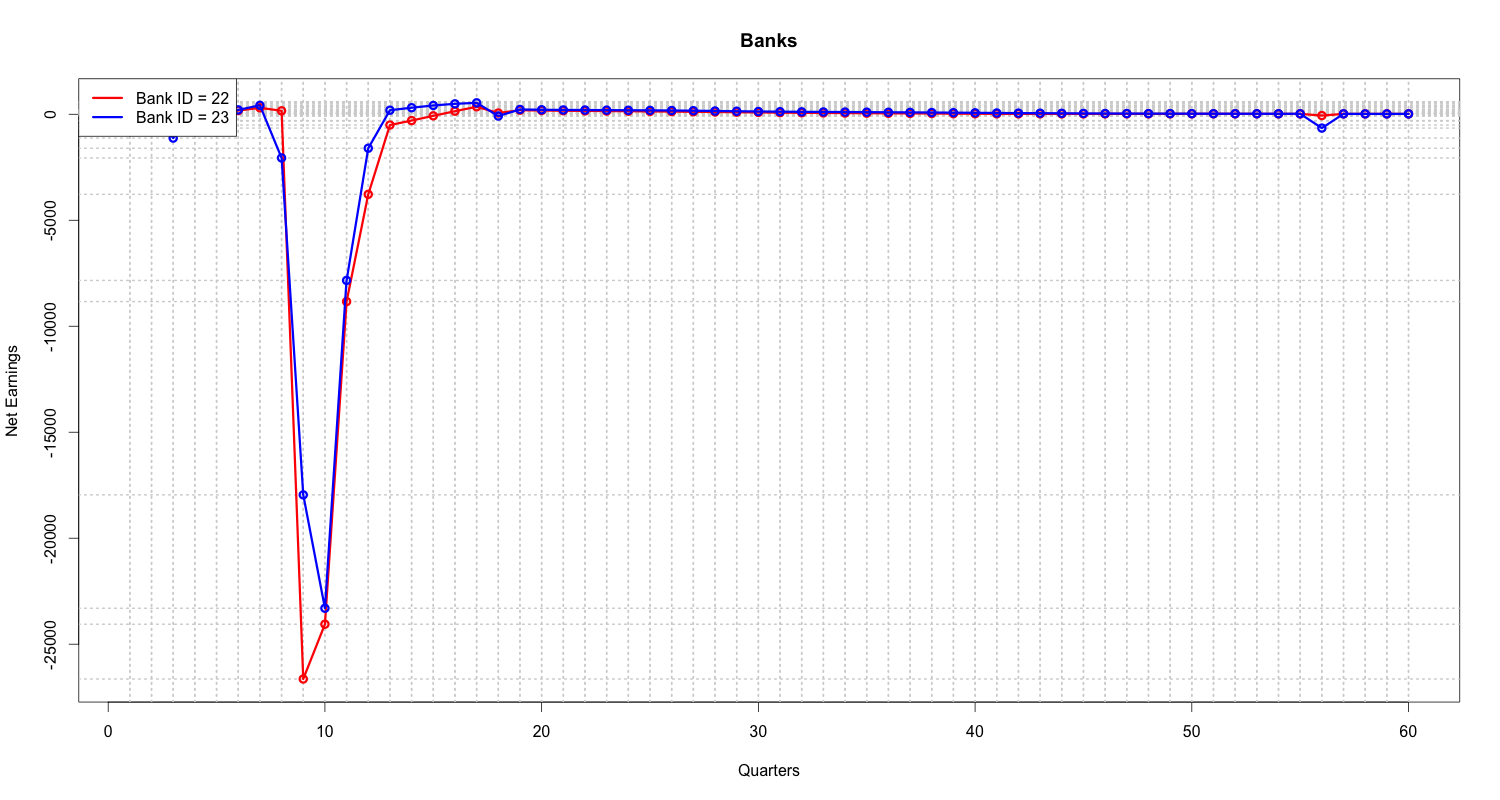 Banks
Bank ID = 22
Bank ID = 23
Net Earnings
0
-5000
-10000
-15000
-20000
-25000
0 10 20 30 40 50 60
Quarters